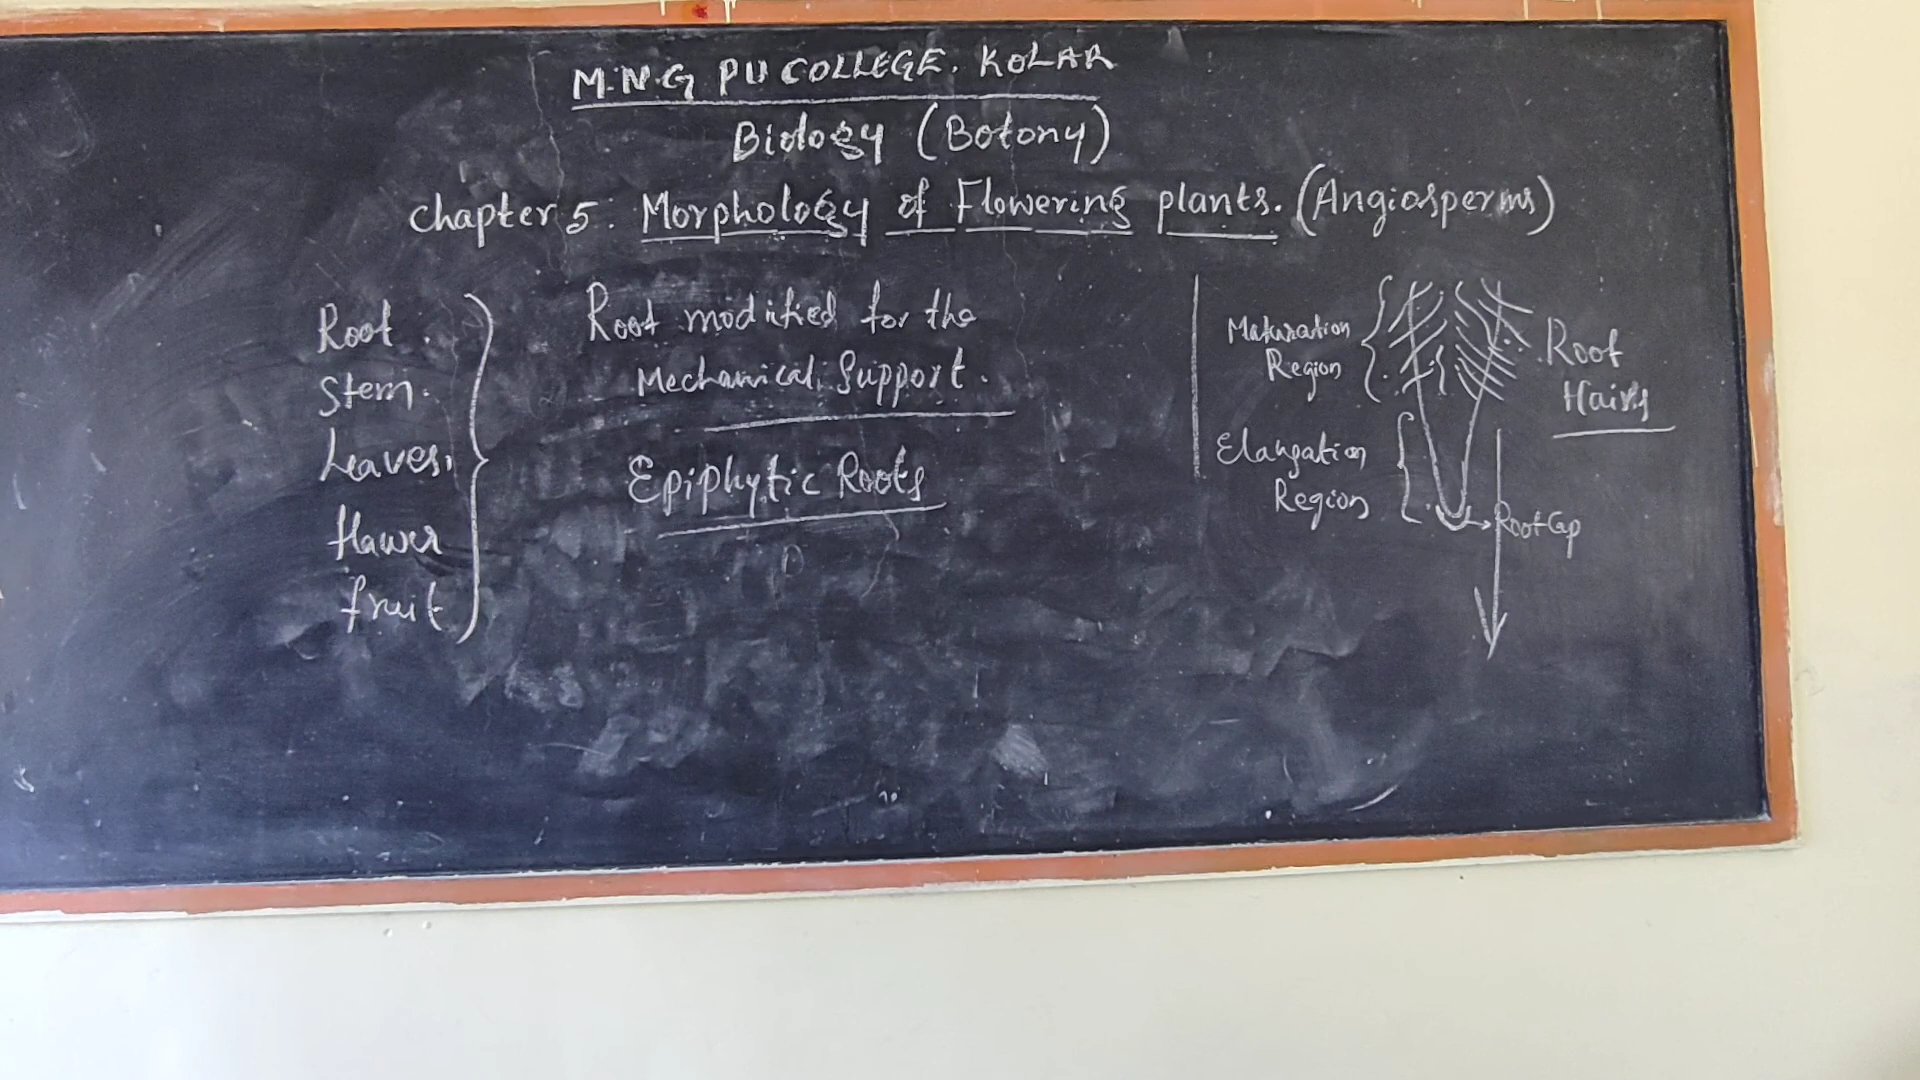 M.N.G PU COLLEGE. KOLAR
Biology (Botony)
Chapter 5: Morphology of Flowering plants. (Angiosperms)
Root
Stem.
Leaves,
flower
fruit
Root modified for the
Mechanical Support.
Epiphytic Roots
Maturation
Region
Root
Hairs
Elangation
Region
Root Cap